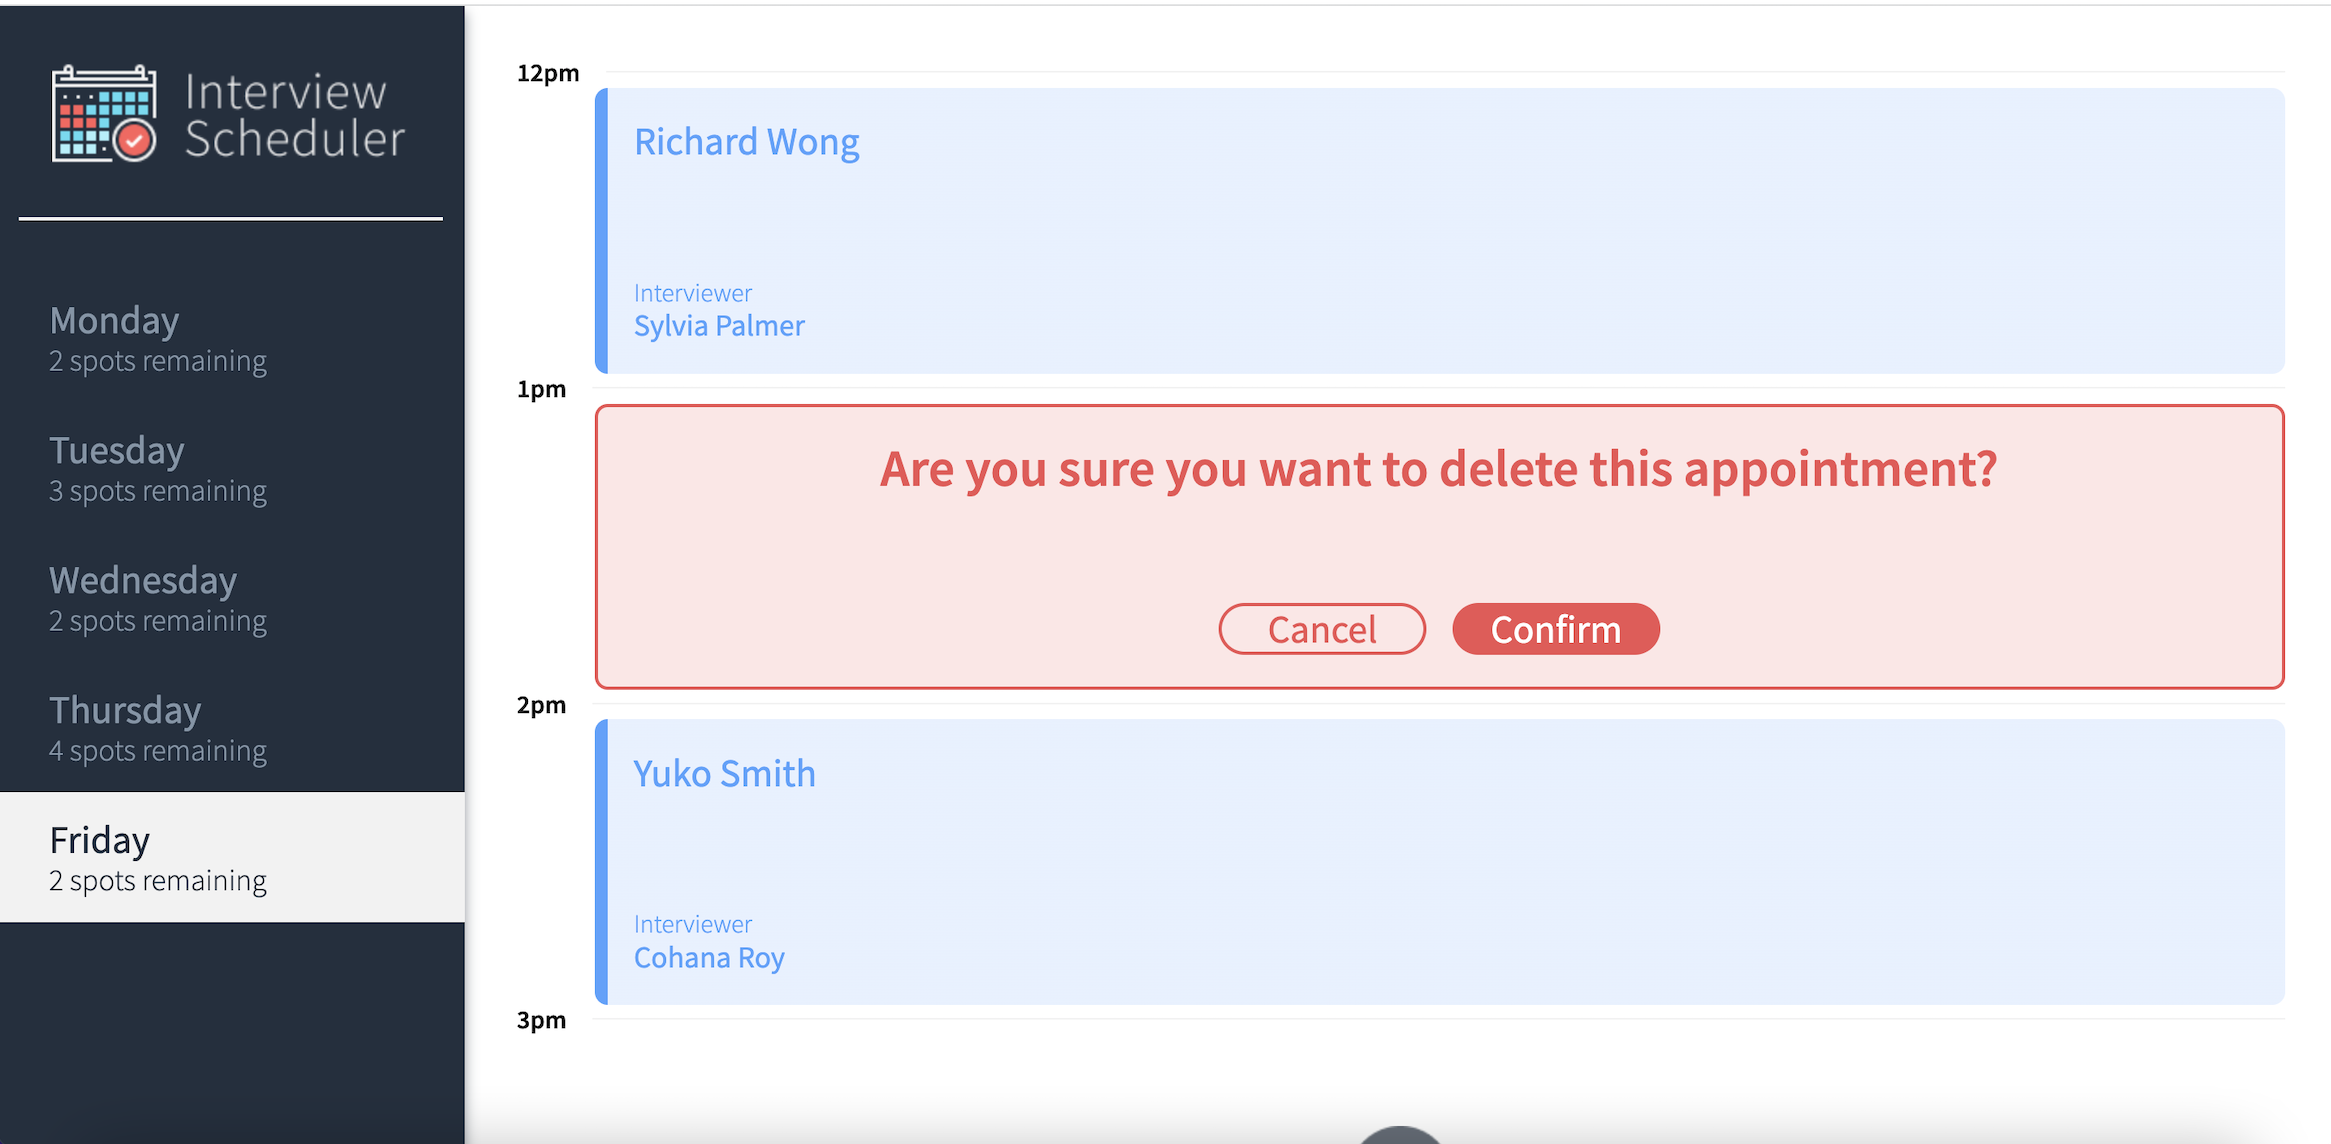 Interview
Scheduler
Monday
2 spots remaining
Tuesday
3 spots remaining
Wednesday
2 spots remaining
Thursday
4 spots remaining
Friday
2 spots remaining
12pm
Richard Wong
Interviewer
Sylvia Palmer
1pm
Are you sure you want to delete this appointment?
Cancel Confirm
2pm
Yuko Smith
Interviewer
Cohana Roy
3pm